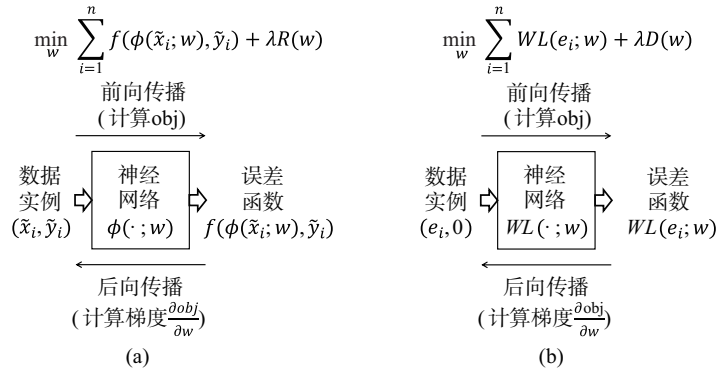 min_w ∑_{i=1}^{n} f(ϕ(x̃_i; w), ỹ_i) + λR(w)
前向传播
(计算obj)
数据
实例
(x̃_i, ỹ_i)
神经
网络
ϕ(· ; w)
误差
函数
f(ϕ(x̃_i; w), ỹ_i)
后向传播
(计算梯度∂obj/∂w)
(a)
min_w ∑_{i=1}^{n} WL(e_i; w) + λD(w)
前向传播
(计算obj)
数据
实例
(e_i, 0)
神经
网络
WL(· ; w)
误差
函数
WL(e_i; w)
后向传播
(计算梯度∂obj/∂w)
(b)